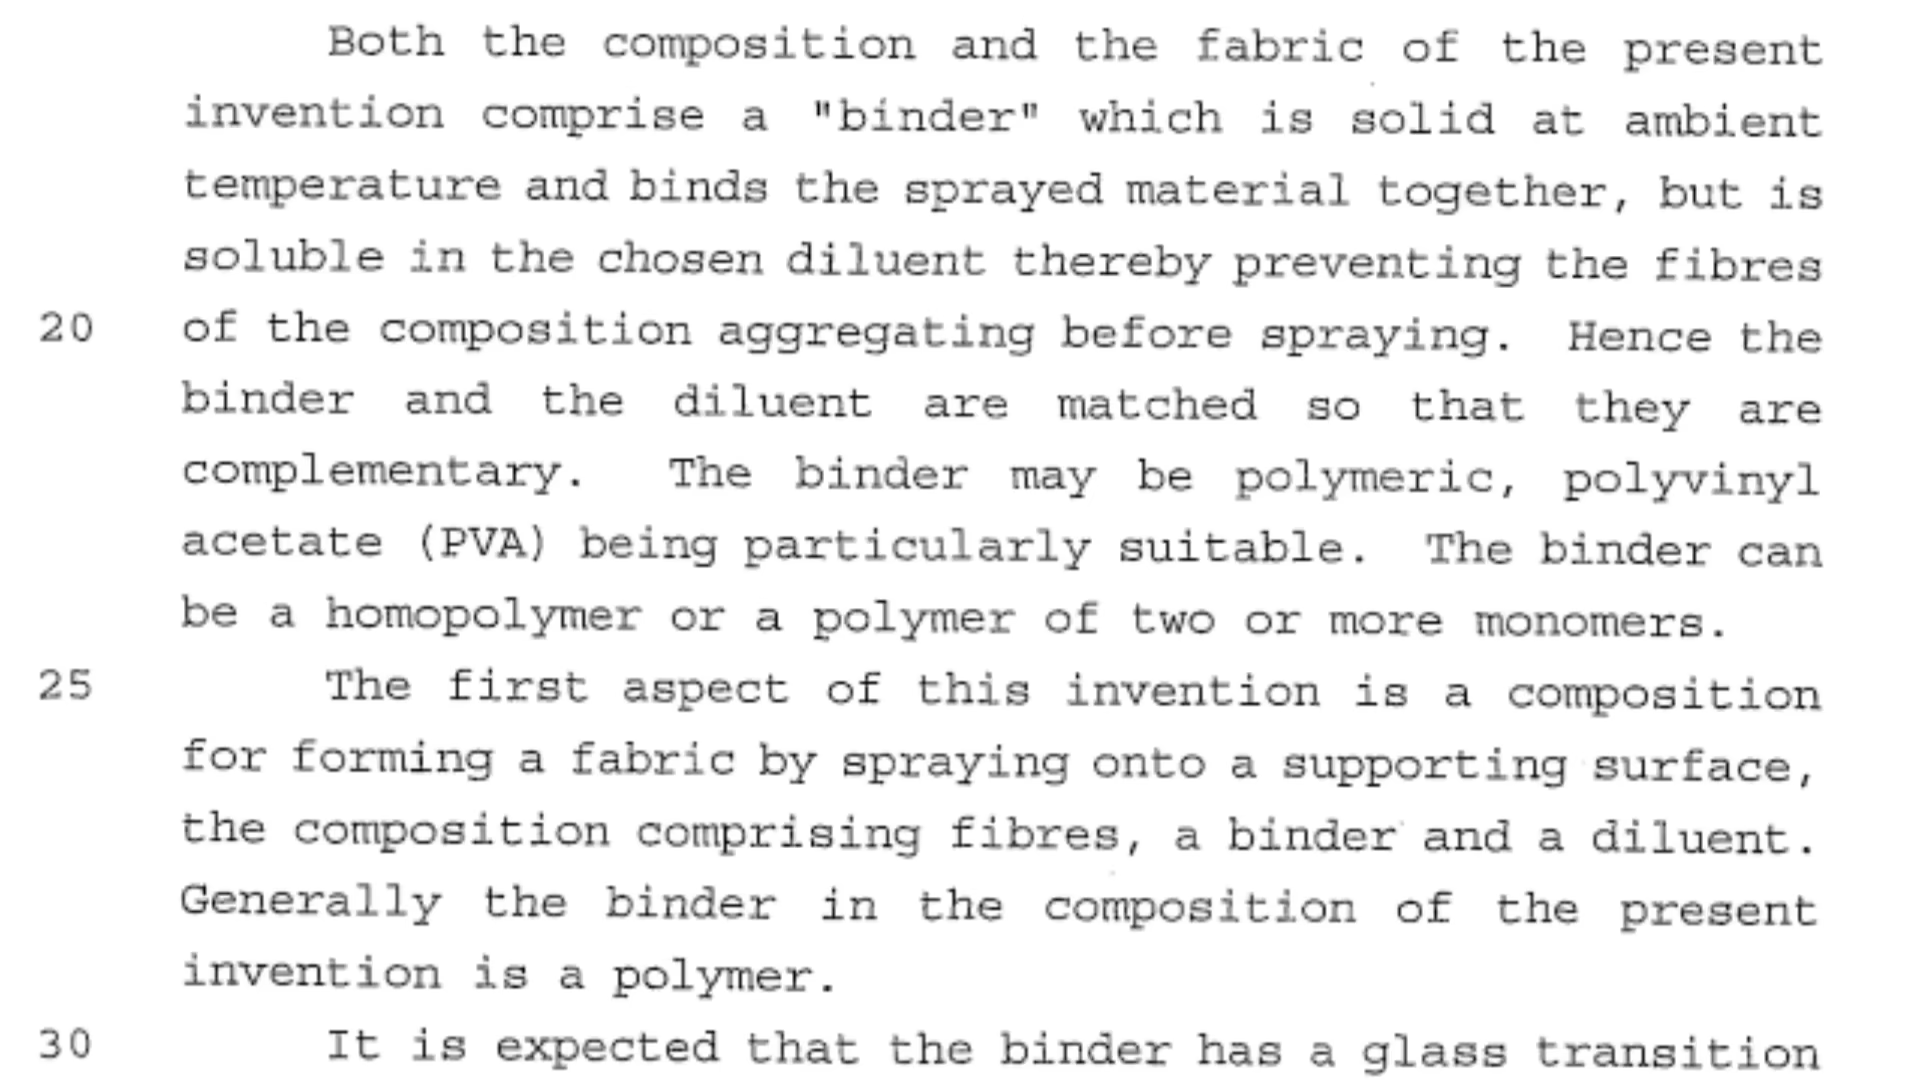 Both the composition and the fabric of the present
invention comprise a "binder" which is solid at ambient
temperature and binds the sprayed material together, but is
soluble in the chosen diluent thereby preventing the fibres
20 of the composition aggregating before spraying. Hence the
binder and the diluent are matched so that they are
complementary. The binder may be polymeric, polyvinyl
acetate (PVA) being particularly suitable. The binder can
be a homopolymer or a polymer of two or more monomers.
25 The first aspect of this invention is a composition
for forming a fabric by spraying onto a supporting surface,
the composition comprising fibres, a binder and a diluent.
Generally the binder in the composition of the present
invention is a polymer.
30 It is expected that the binder has a glass transition